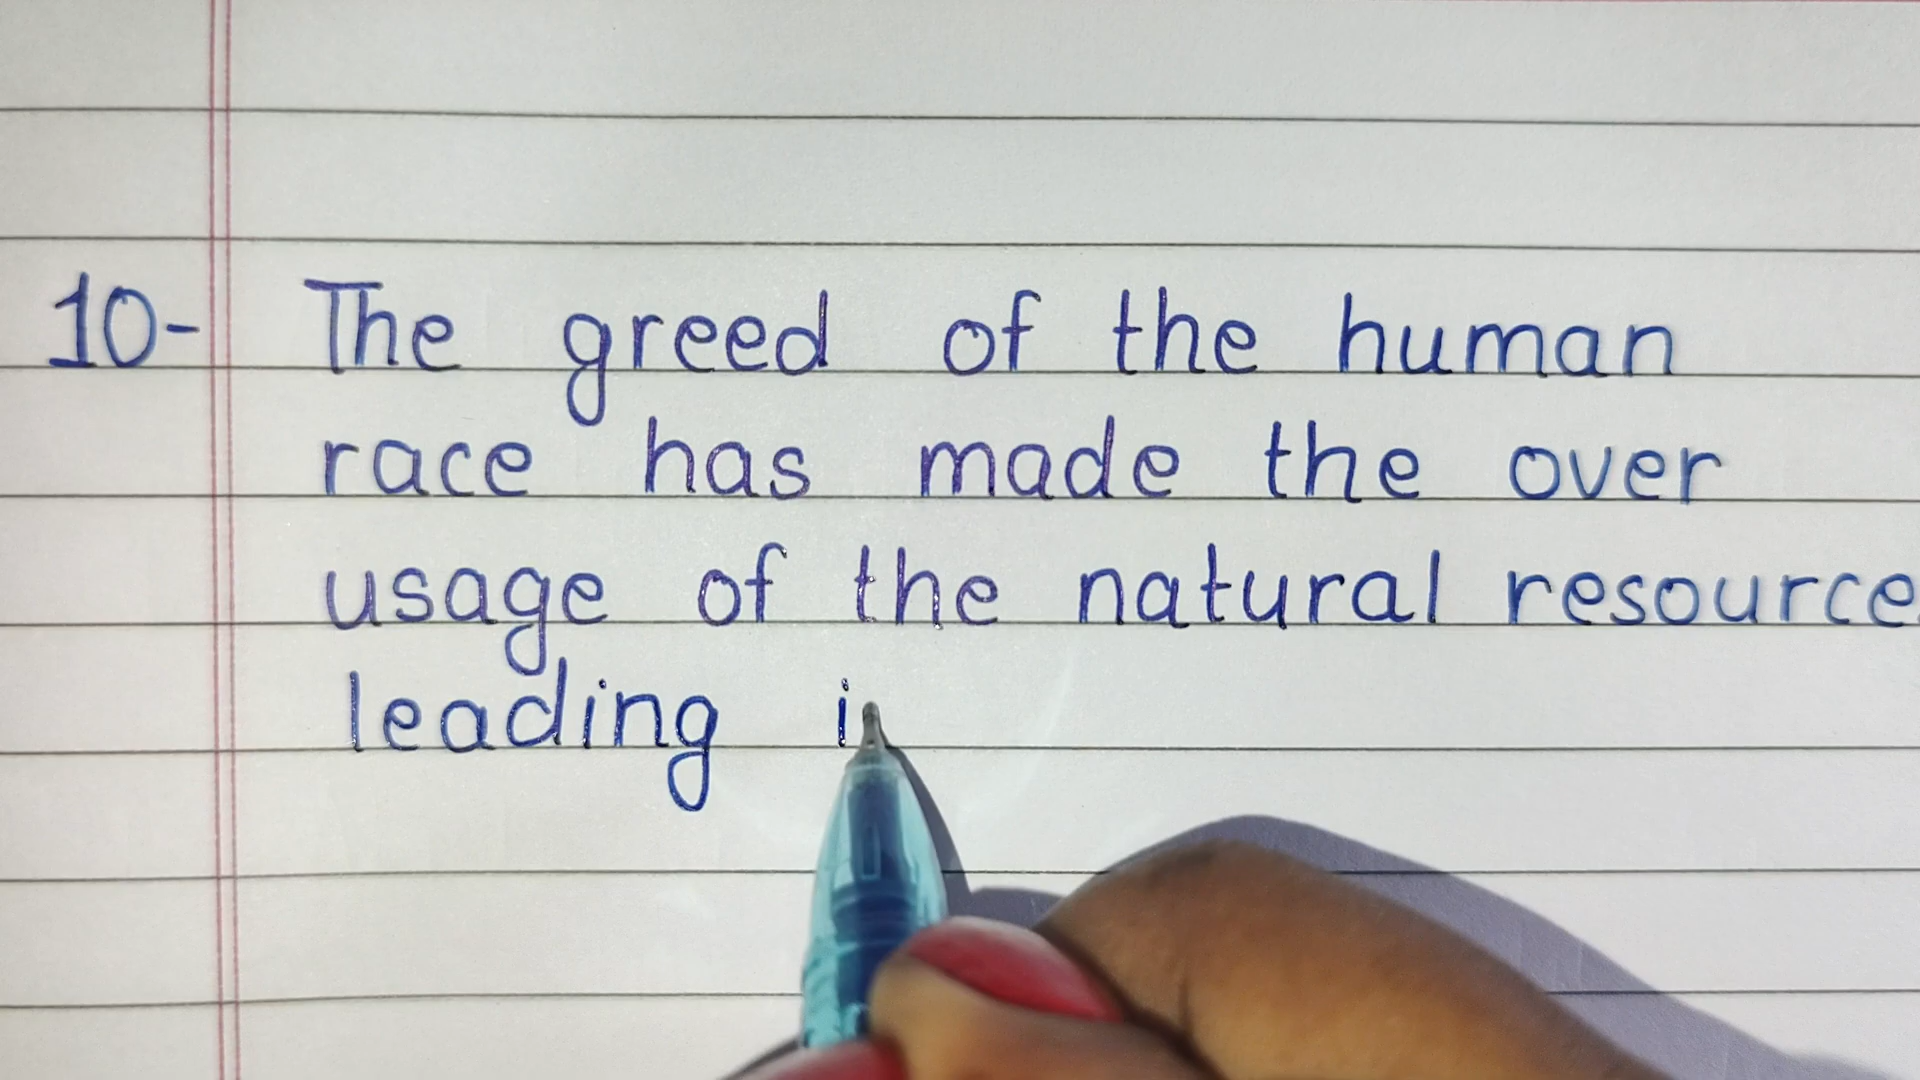 10- The greed of the human
race has made the over
usage of the natural resource
leading i